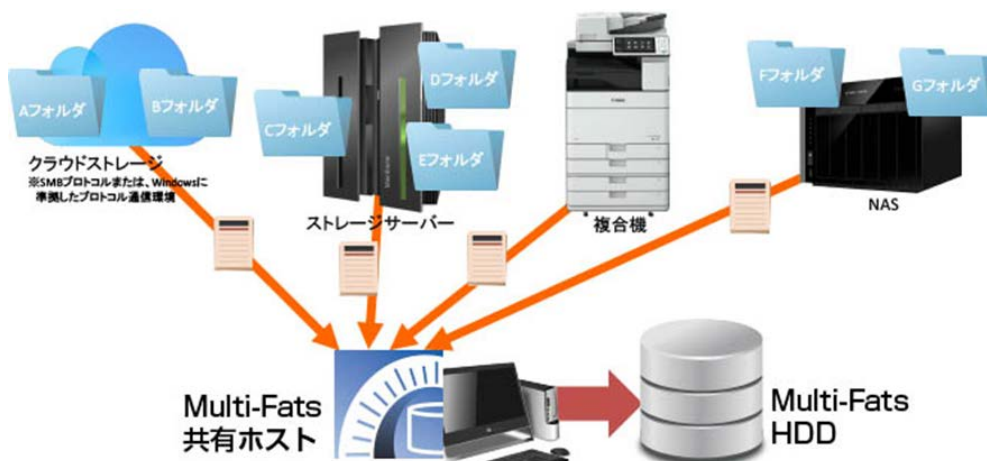 Aフォルダ
Bフォルダ
クラウドストレージ
※SMBプロトコルまたは、Windowsに
準拠したプロトコル通信環境
Cフォルダ
Dフォルダ
Eフォルダ
ストレージサーバー
複合機
Fフォルダ
Gフォルダ
NAS
Multi-Fats
共有ホスト
Multi-Fats
HDD